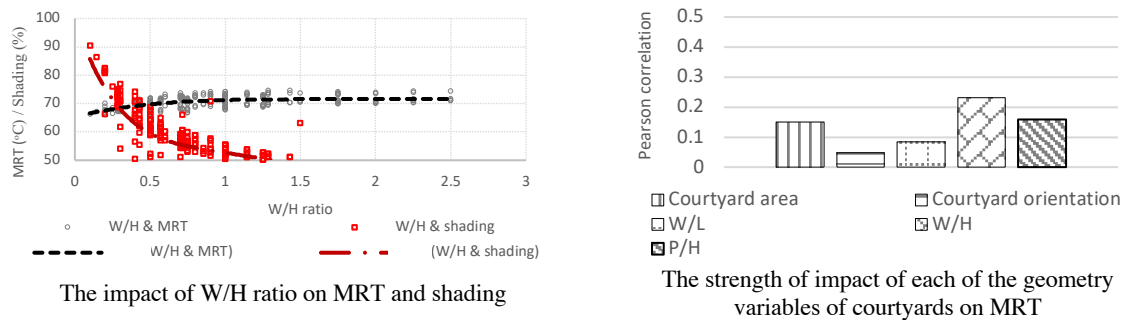 MRT (ºC) / Shading (%)
100
90
80
70
60
50
0
0.5
1
1.5
2
2.5
3
W/H ratio
W/H & MRT
W/H & shading
W/H & MRT)
(W/H & shading)
The impact of W/H ratio on MRT and shading
Pearson correlation
0.5
0.4
0.3
0.2
0.1
0
Courtyard area
Courtyard orientation
W/L
W/H
P/H
The strength of impact of each of the geometry
variables of courtyards on MRT